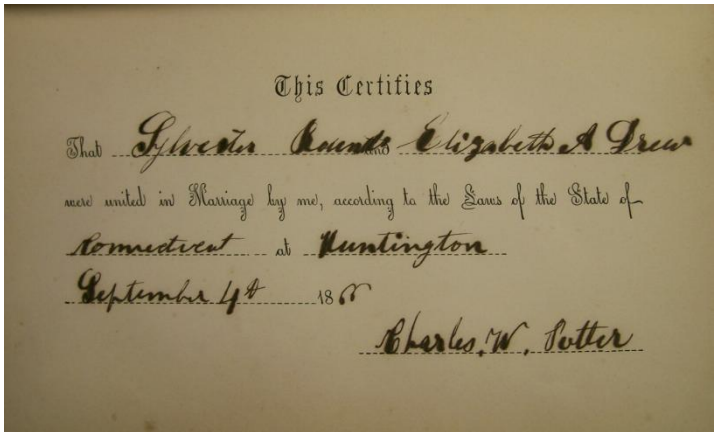 This Certifies
That Sylvester Rounds and Elizabeth A Drew
were united in Marriage by me, according to the Laws of the State of
Connecticut at Huntington
September 4th 18
Charles. W. Potter